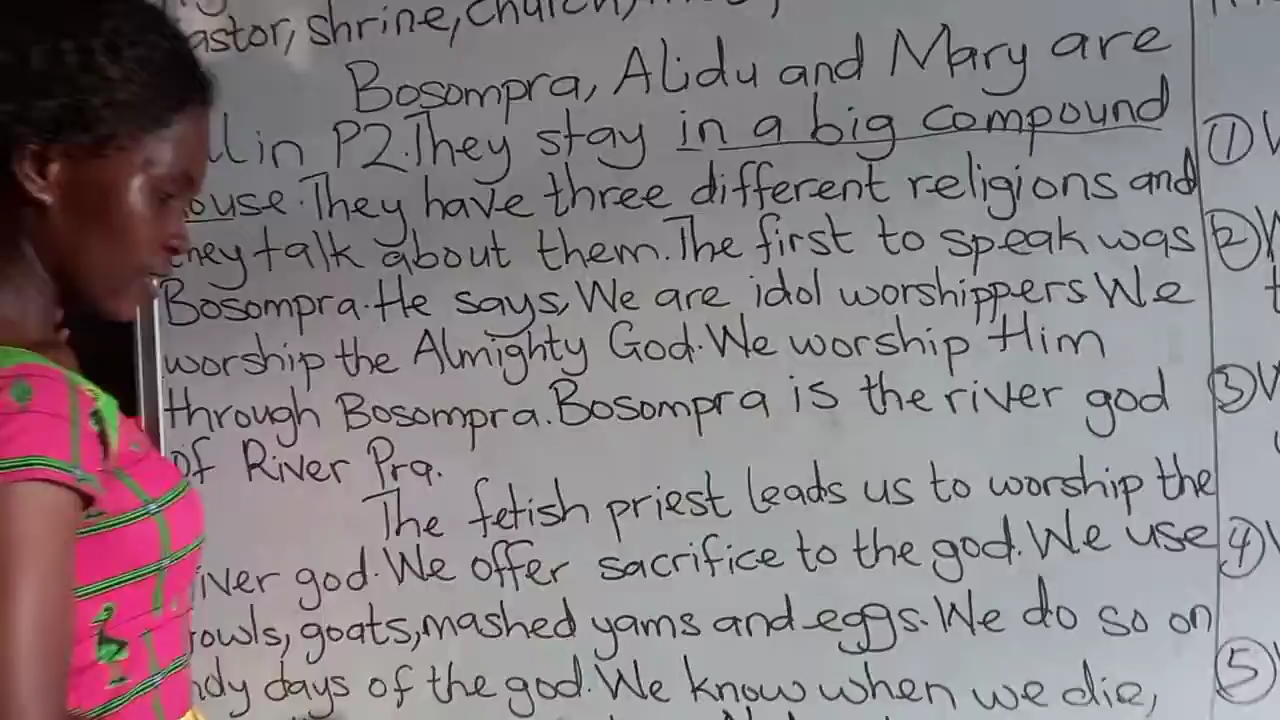 astor, shrine, church,
Bosompra, Alidu and Mary are
ll in P2. They stay in a big compound
ouse. They have three different religions and
they talk about them. The first to speak was
Bosompra. He says, We are idol worshippers We
worship the Almighty God. We worship Him
through Bosompra. Bosompra is the river god
of River Pra.
The fetish priest leads us to worship the
iver god. We offer sacrifice to the god. We use
fowls, goats, mashed yams and eggs. We do so on
ndy days of the god. We know when we die,
①
②
③
④
⑤